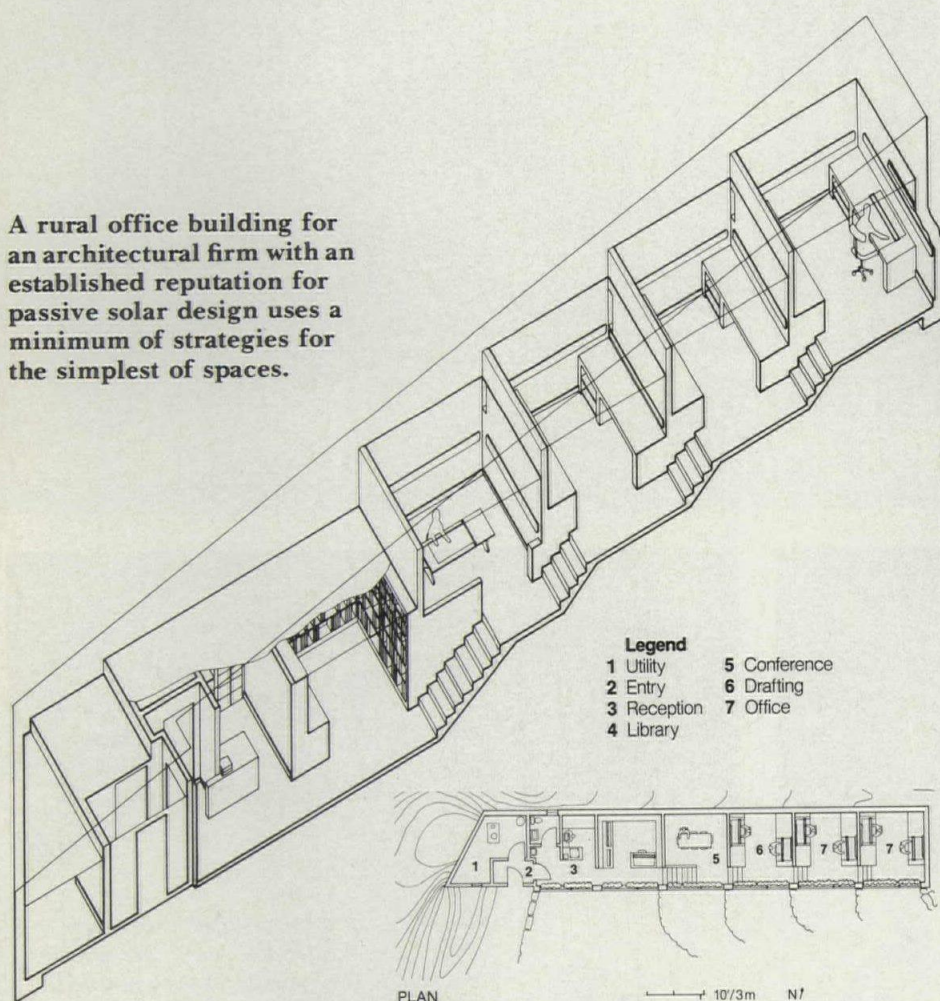 A rural office building for
an architectural firm with an
established reputation for
passive solar design uses a
minimum of strategies for
the simplest of spaces.
Legend
1 Utility
2 Entry
3 Reception
4 Library
5 Conference
6 Drafting
7 Office
1
2
3
5
6
7
7
PLAN
10'/3m
N